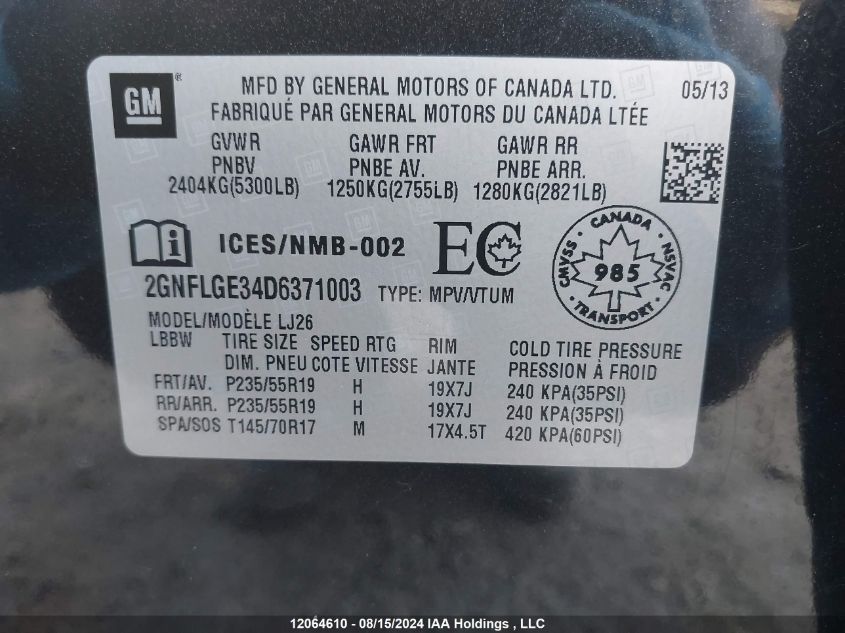 GM ®
MFD BY GENERAL MOTORS OF CANADA LTD. 05/13
FABRIQUÉ PAR GENERAL MOTORS DU CANADA LTÉE
GVWR GAWR FRT GAWR RR
PNBV PNBE AV. PNBE ARR.
2404KG(5300LB) 1250KG(2755LB) 1280KG(2821LB)
i ICES/NMB-002 EC
CANADA
CMVSS 985 NSVAC
TRANSPORT
2GNFLGE34D6371003 TYPE: MPV/VTUM
MODEL/MODÈLE LJ26
LBBW TIRE SIZE SPEED RTG RIM COLD TIRE PRESSURE
DIM. PNEU COTE VITESSE JANTE PRESSION À FROID
FRT/AV. P235/55R19 H 19X7J 240 KPA(35PSI)
RR/ARR. P235/55R19 H 19X7J 240 KPA(35PSI)
SPA/SOS T145/70R17 M 17X4.5T 420 KPA(60PSI)
12064610 - 08/15/2024 IAA Holdings , LLC